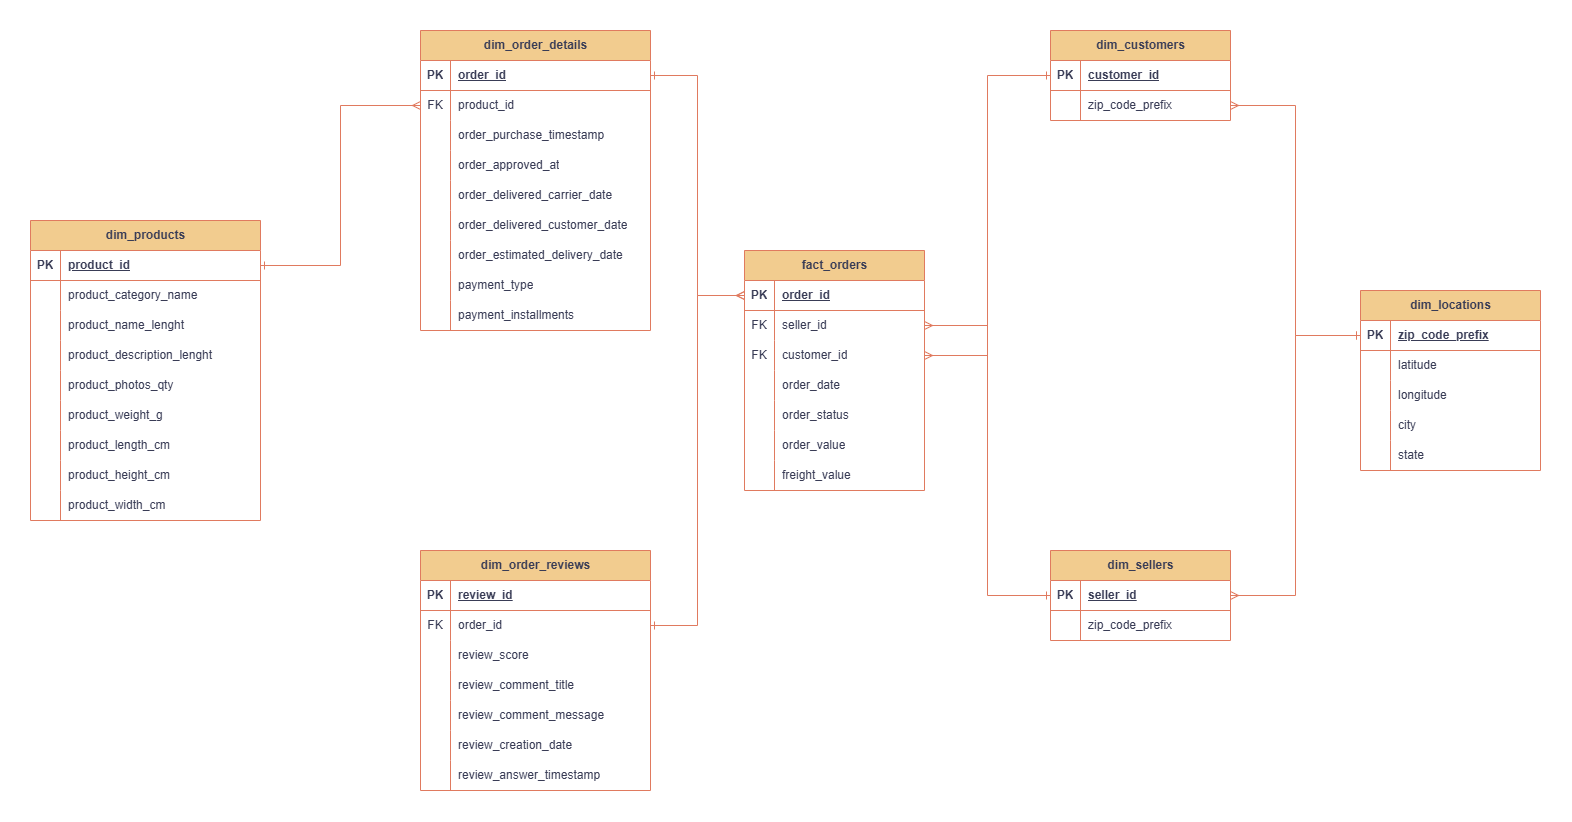 dim_order_details
PK order_id
FK product_id
order_purchase_timestamp
order_approved_at
order_delivered_carrier_date
order_delivered_customer_date
order_estimated_delivery_date
payment_type
payment_installments
dim_customers
PK customer_id
zip_code_prefix
dim_products
PK product_id
product_category_name
product_name_lenght
product_description_lenght
product_photos_qty
product_weight_g
product_length_cm
product_height_cm
product_width_cm
fact_orders
PK order_id
FK seller_id
FK customer_id
order_date
order_status
order_value
freight_value
dim_locations
PK zip_code_prefix
latitude
longitude
city
state
dim_order_reviews
PK review_id
FK order_id
review_score
review_comment_title
review_comment_message
review_creation_date
review_answer_timestamp
dim_sellers
PK seller_id
zip_code_prefix